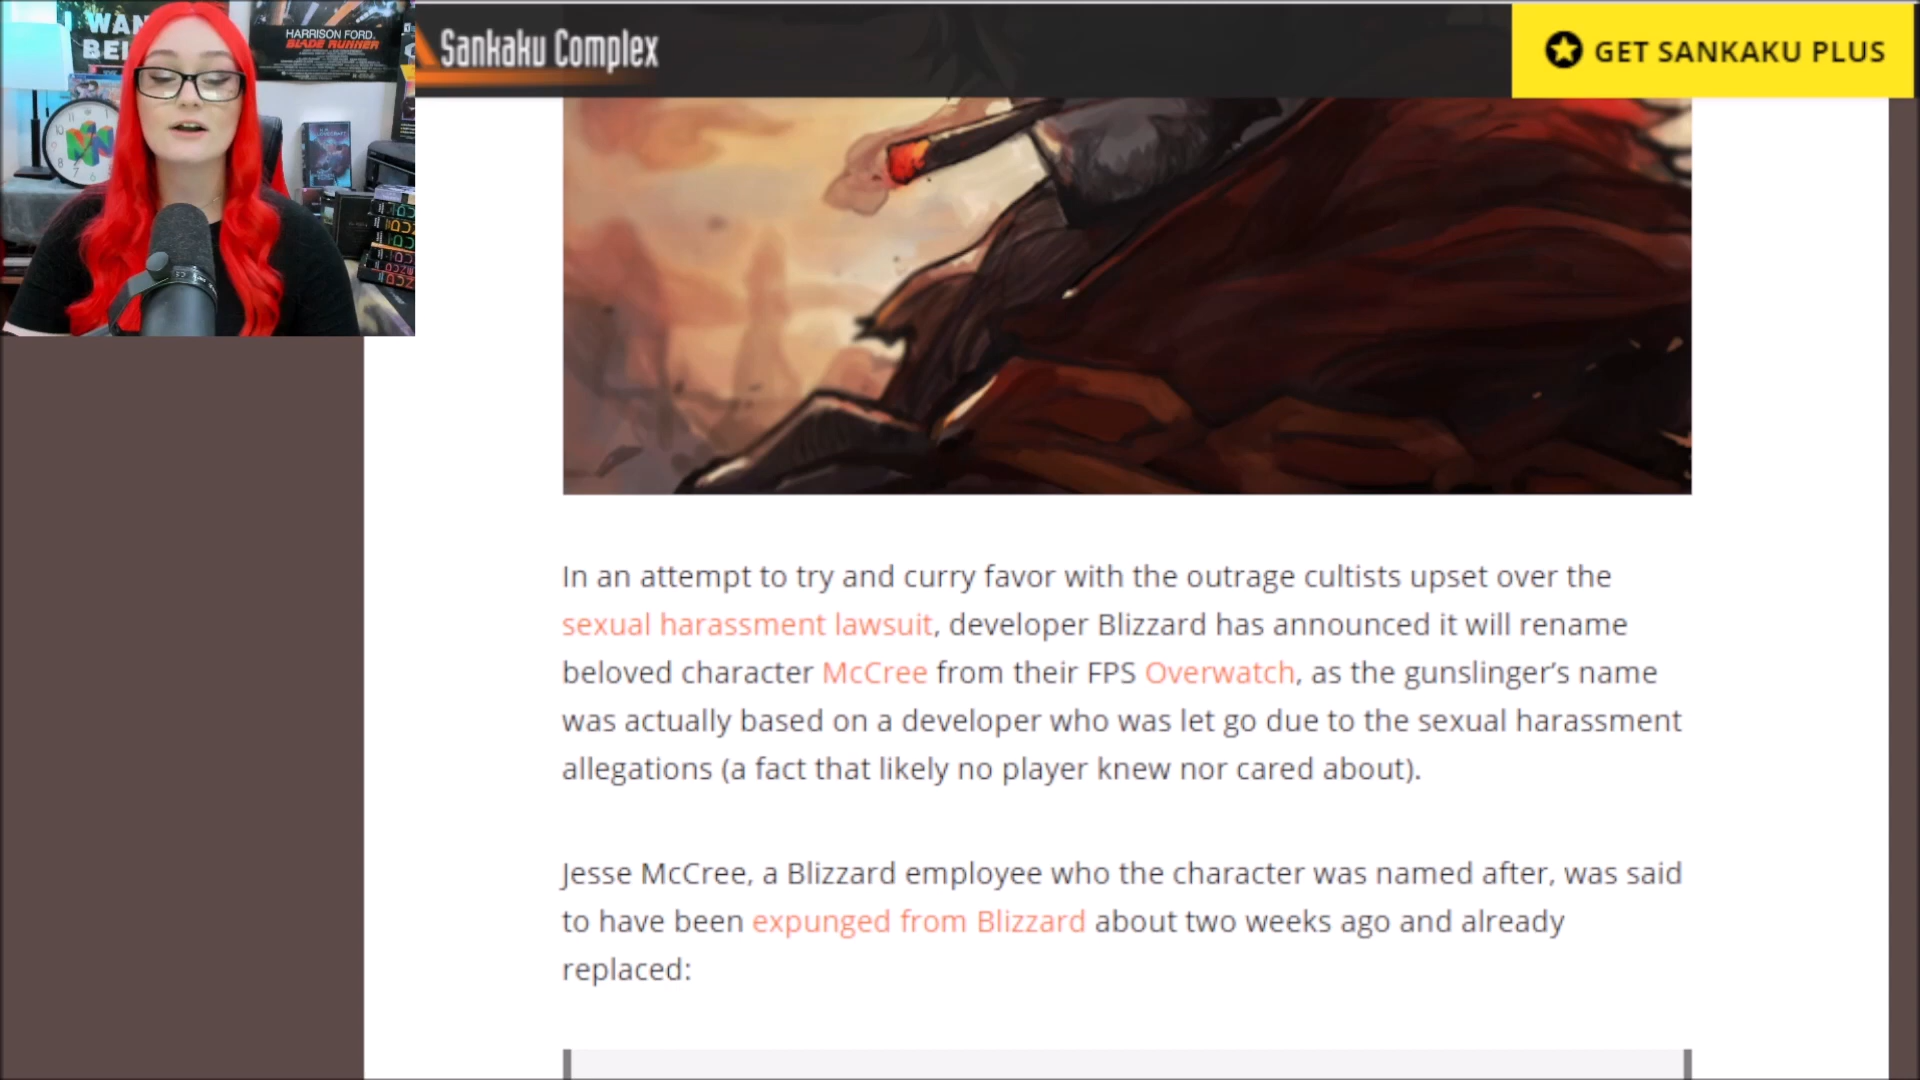 I WAN
BEL
HARRISON FORD.
BLADE RUNNER
Sankaku Complex
GET SANKAKU PLUS
In an attempt to try and curry favor with the outrage cultists upset over the
sexual harassment lawsuit, developer Blizzard has announced it will rename
beloved character McCree from their FPS Overwatch, as the gunslinger’s name
was actually based on a developer who was let go due to the sexual harassment
allegations (a fact that likely no player knew nor cared about).
Jesse McCree, a Blizzard employee who the character was named after, was said
to have been expunged from Blizzard about two weeks ago and already
replaced: